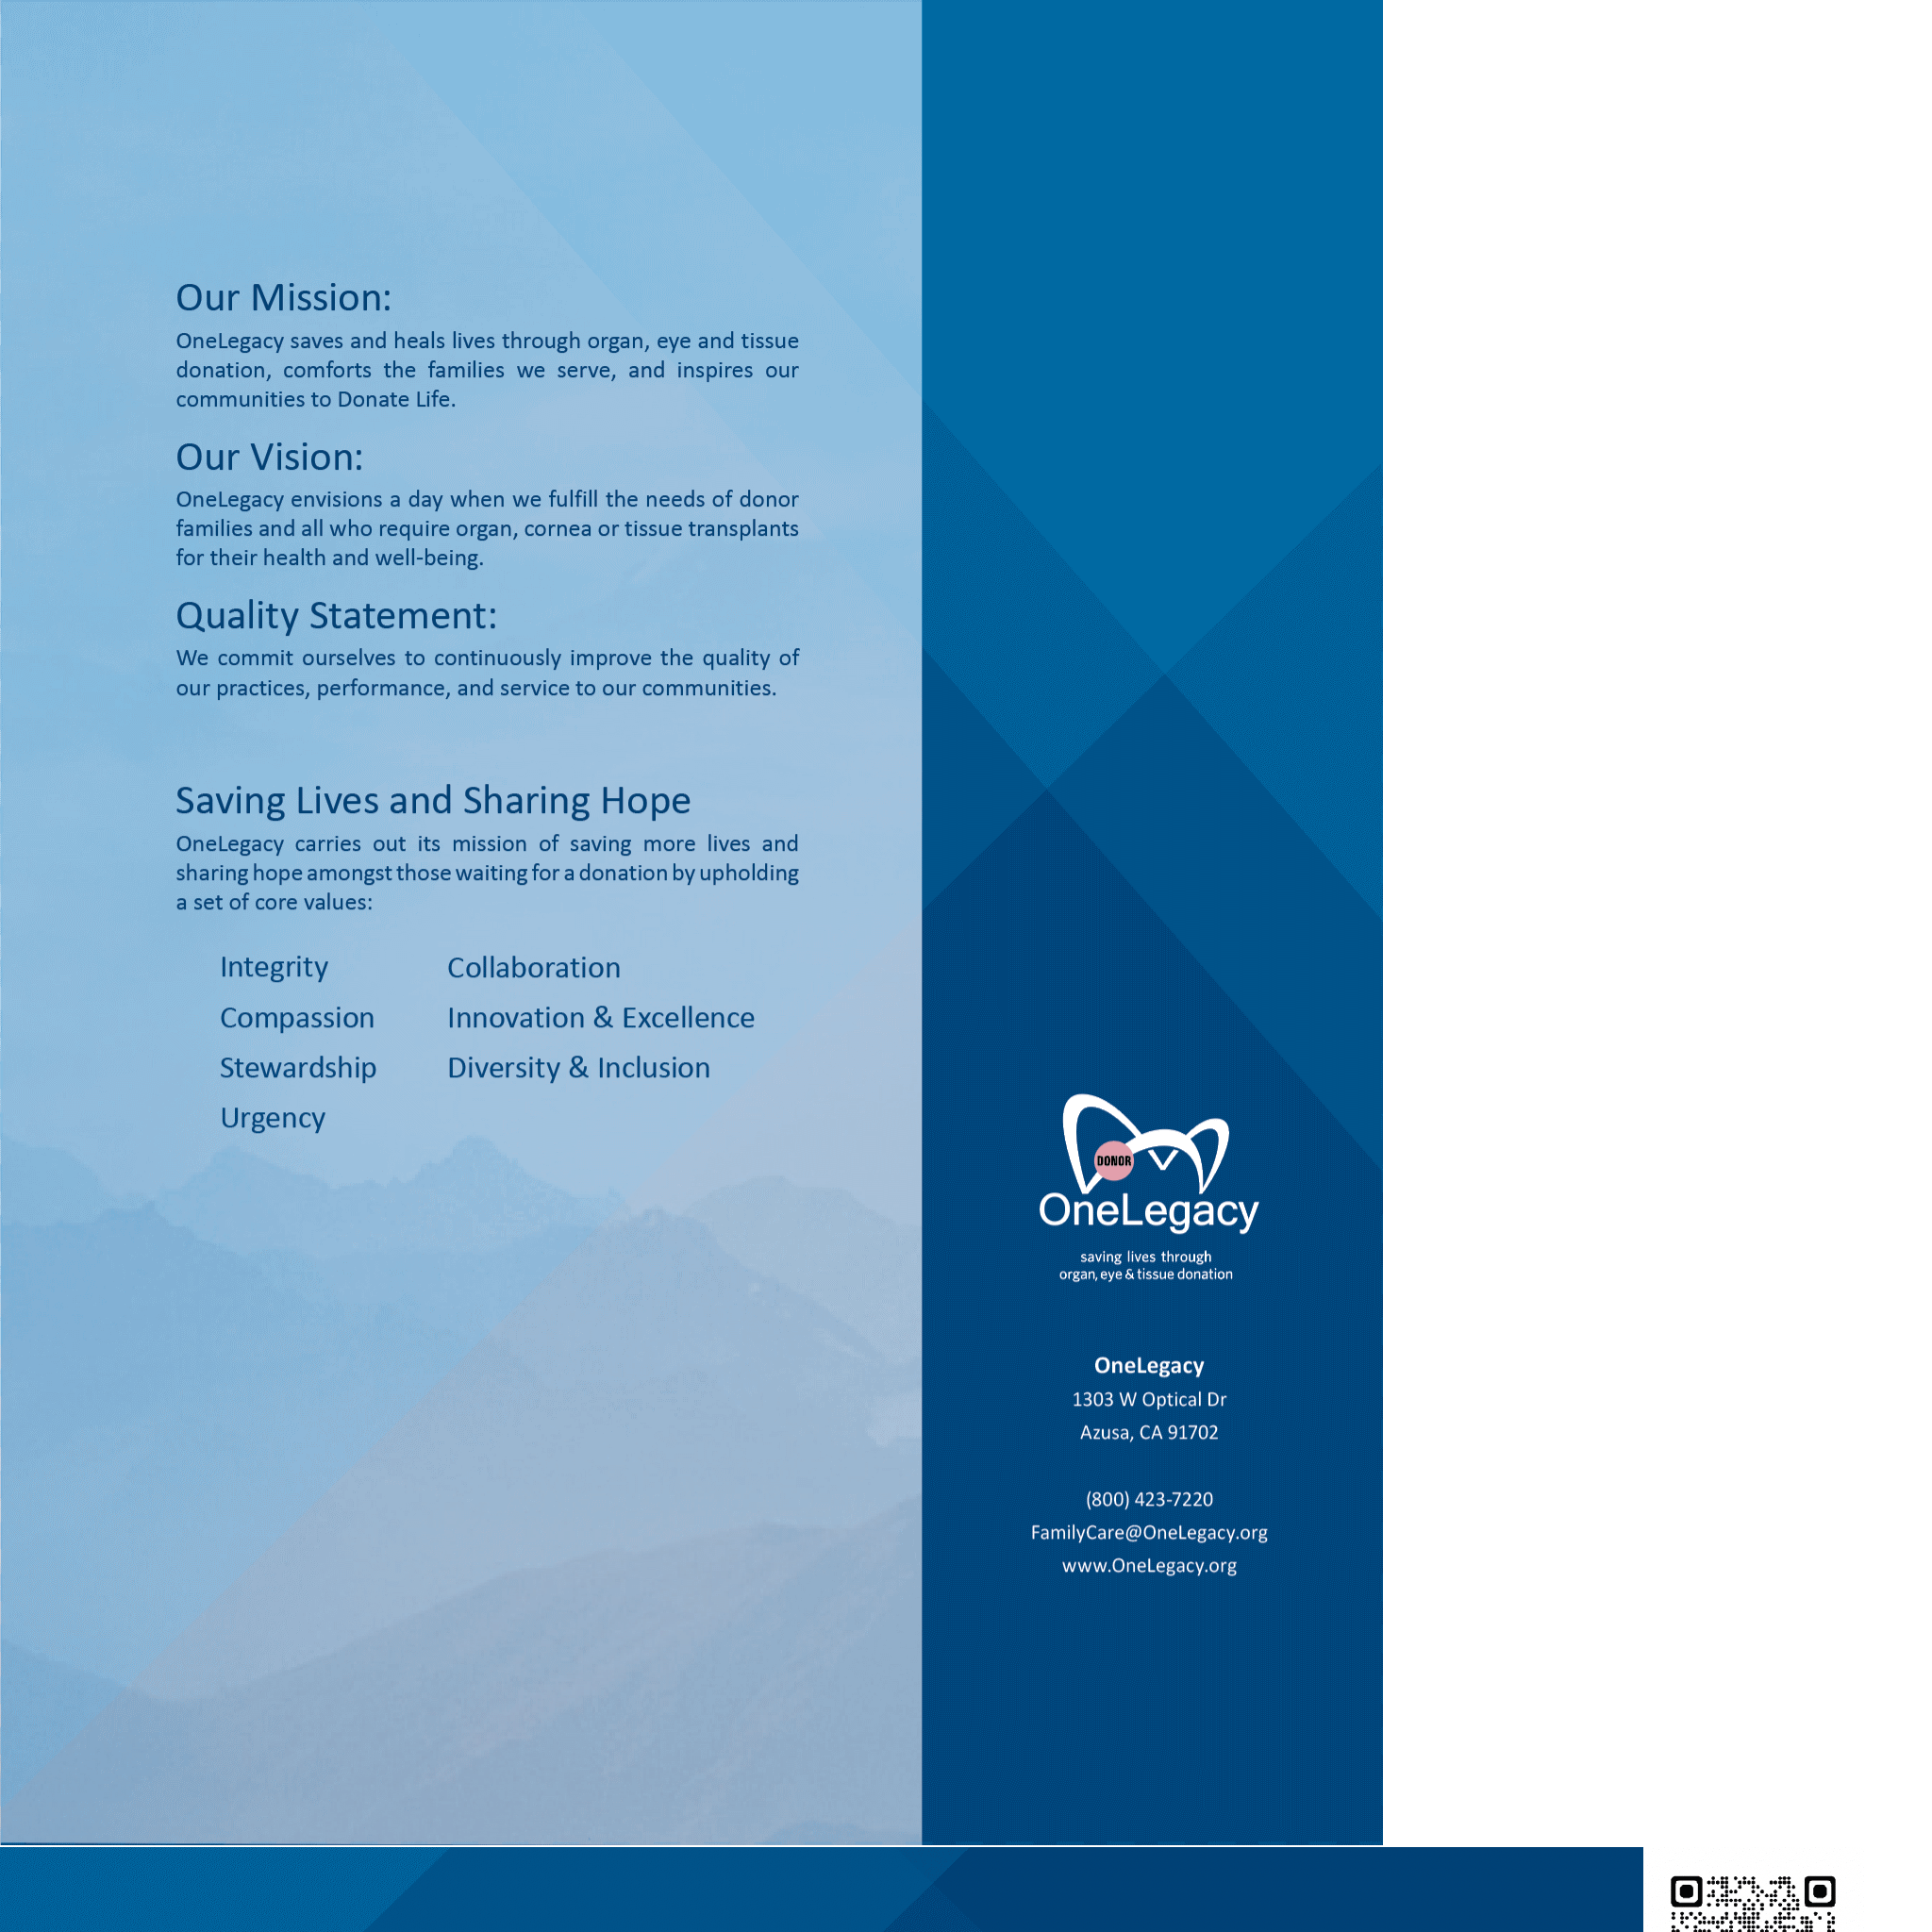 Our Mission:
OneLegacy saves and heals lives through organ, eye and tissue
donation, comforts the families we serve, and inspires our
communities to Donate Life.
Our Vision:
OneLegacy envisions a day when we fulfill the needs of donor
families and all who require organ, cornea or tissue transplants
for their health and well-being.
Quality Statement:
We commit ourselves to continuously improve the quality of
our practices, performance, and service to our communities.
Saving Lives and Sharing Hope
OneLegacy carries out its mission of saving more lives and
sharing hope amongst those waiting for a donation by upholding
a set of core values:
Integrity
Compassion
Stewardship
Urgency
Collaboration
Innovation & Excellence
Diversity & Inclusion
DONOR
OneLegacy
saving lives through
organ, eye & tissue donation
OneLegacy
1303 W Optical Dr
Azusa, CA 91702
(800) 423-7220
FamilyCare@OneLegacy.org
www.OneLegacy.org